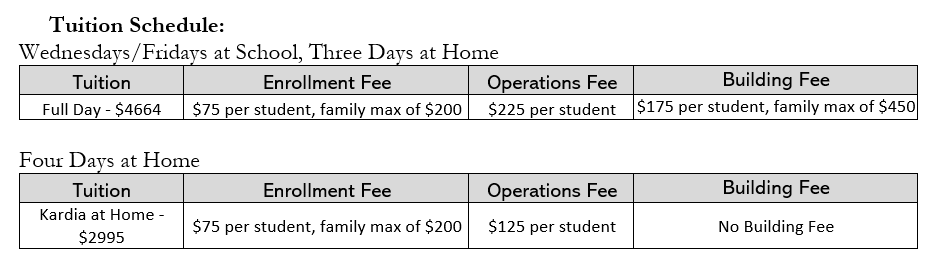 Tuition Schedule:
Wednesdays/Fridays at School, Three Days at Home
Tuition Enrollment Fee Operations Fee Building Fee
Full Day - $4664 $75 per student, family max of $200 $225 per student $175 per student, family max of $450
Four Days at Home
Tuition Enrollment Fee Operations Fee Building Fee
Kardia at Home -
$2995 $75 per student, family max of $200 $125 per student No Building Fee